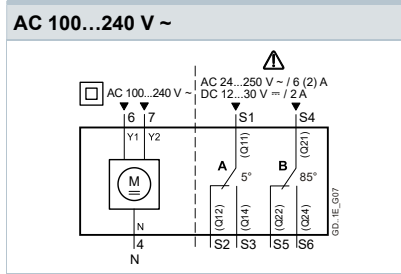 AC 100...240 V ~
AC 100...240 V ~
AC 24...250 V ~ / 6 (2) A
DC 12...30 V ⎓ / 2 A
6 7 S1 S4
Y1 Y2 (Q11) (Q21)
A 5° B 85°
M
~
(Q12) (Q14) (Q22) (Q24)
N
4 S2 S3 S5 S6
N
GD..1E_G07